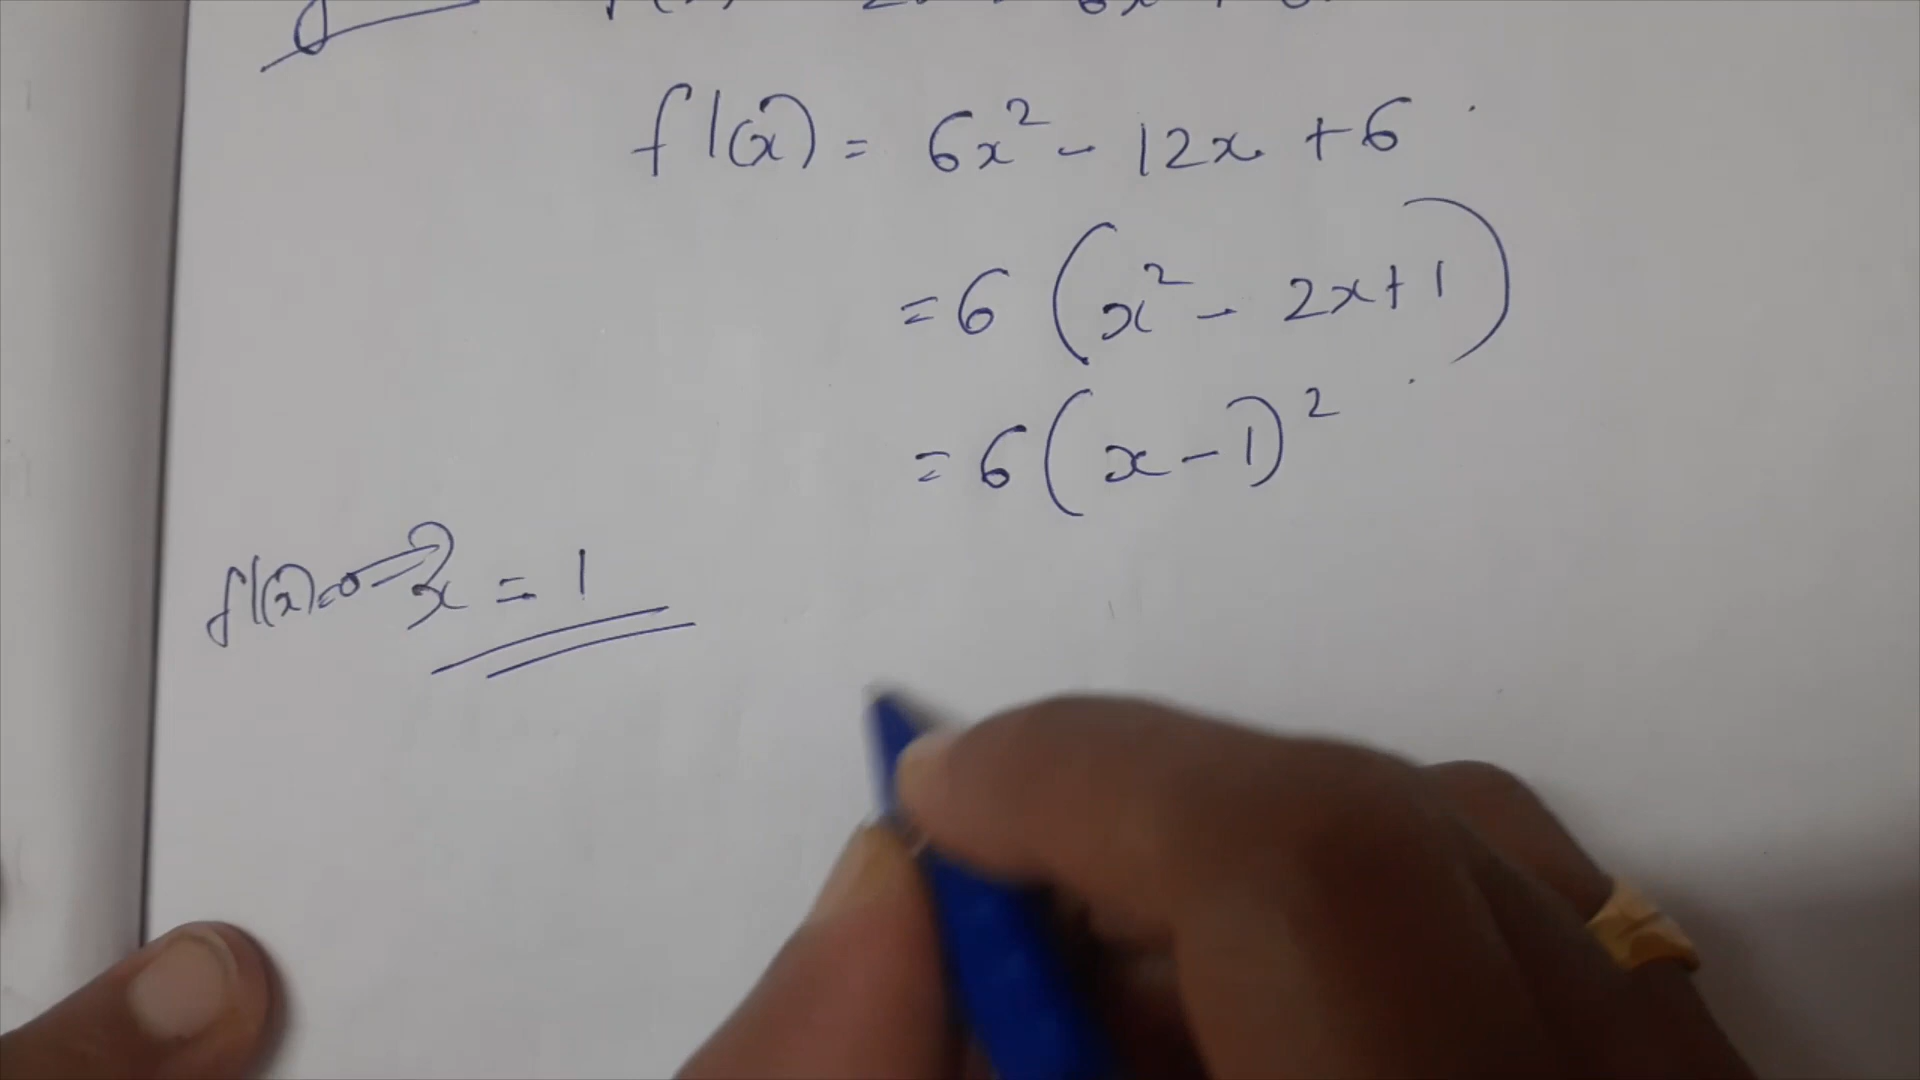 f'(x) = 6x² - 12x + 6
= 6 (x² - 2x + 1)
= 6 (x - 1)²
f'(x) = 0 ⇒ x = 1